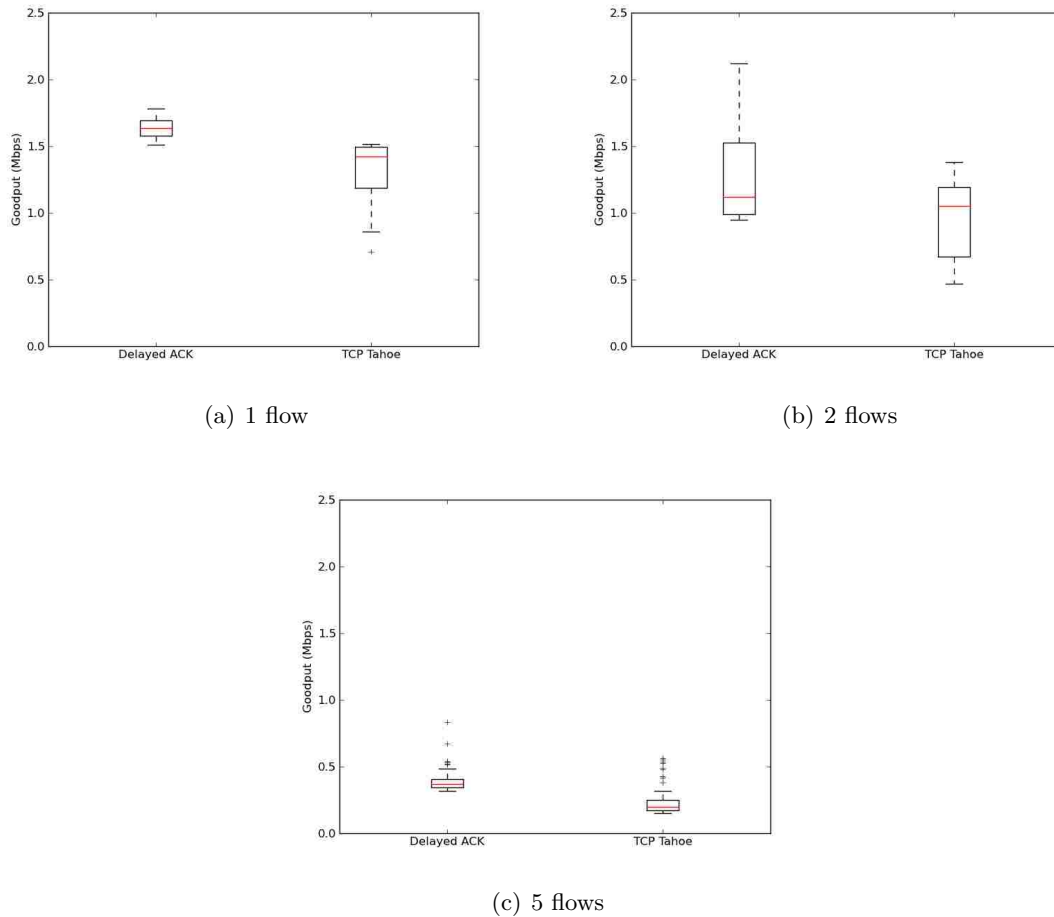 2.5
2.0
1.5
1.0
0.5
0.0
Goodput (Mbps)
Delayed ACK
TCP Tahoe
(a) 1 flow
2.5
2.0
1.5
1.0
0.5
0.0
Goodput (Mbps)
Delayed ACK
TCP Tahoe
(b) 2 flows
2.5
2.0
1.5
1.0
0.5
0.0
Goodput (Mbps)
Delayed ACK
TCP Tahoe
(c) 5 flows